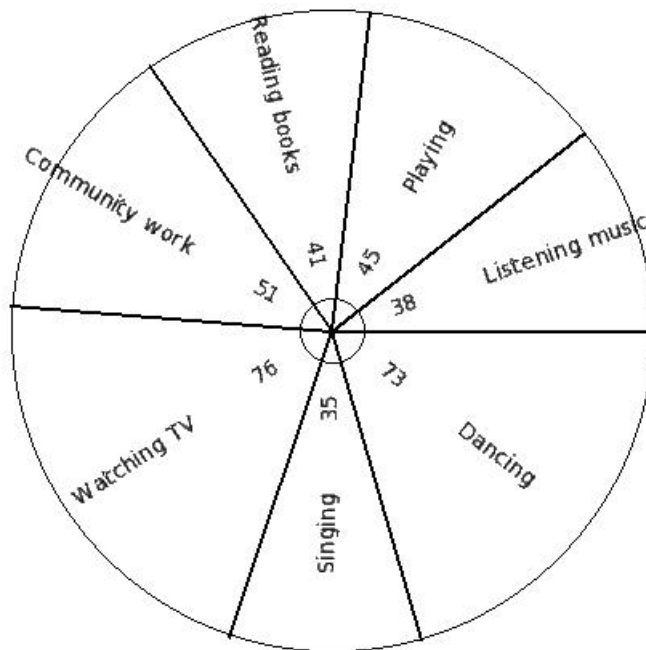 Reading books
41
Playing
45
Listening music
38
Dancing
73
Singing
35
Watching TV
76
Community work
51